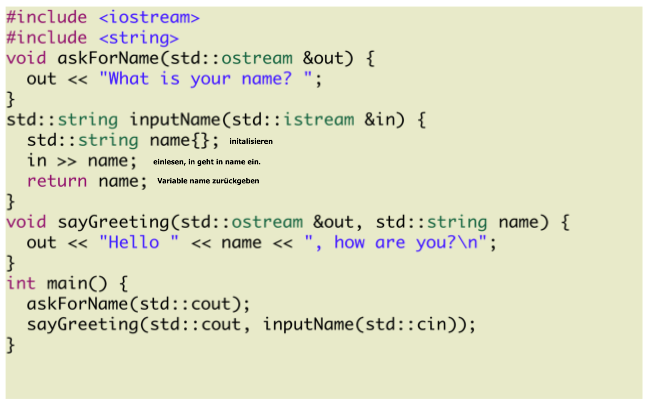 #include <iostream>
#include <string>
void askForName(std::ostream &out) {
  out << "What is your name? ";
}
std::string inputName(std::istream &in) {
  std::string name{}; initalisieren
  in >> name; einlesen, in geht in name ein.
  return name; Variable name zurückgeben
}
void sayGreeting(std::ostream &out, std::string name) {
  out << "Hello " << name << ", how are you?\n";
}
int main() {
  askForName(std::cout);
  sayGreeting(std::cout, inputName(std::cin));
}